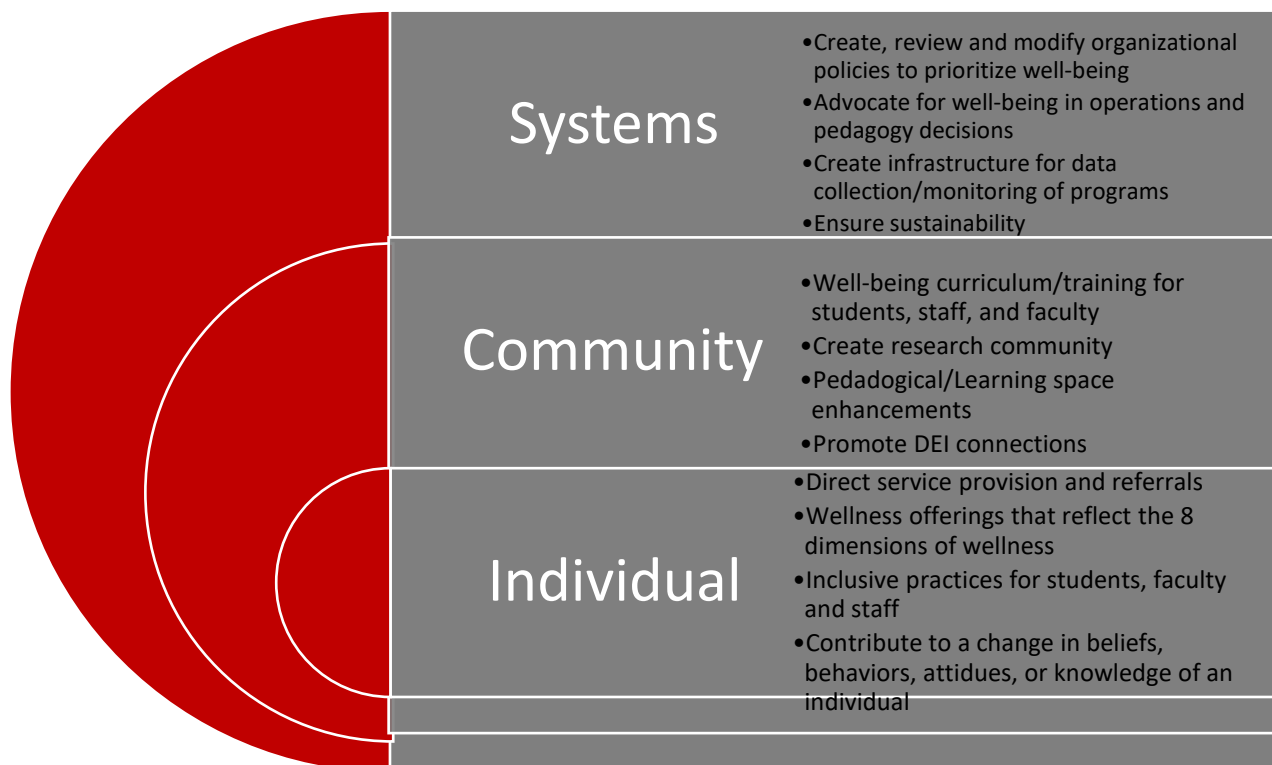 Systems
•Create, review and modify organizational
policies to prioritize well-being
•Advocate for well-being in operations and
pedagogy decisions
•Create infrastructure for data
collection/monitoring of programs
•Ensure sustainability
Community
•Well-being curriculum/training for
students, staff, and faculty
•Create research community
•Pedadogical/Learning space
enhancements
•Promote DEI connections
Individual
•Direct service provision and referrals
•Wellness offerings that reflect the 8
dimensions of wellness
•Inclusive practices for students, faculty
and staff
•Contribute to a change in beliefs,
behaviors, attidues, or knowledge of an
individual